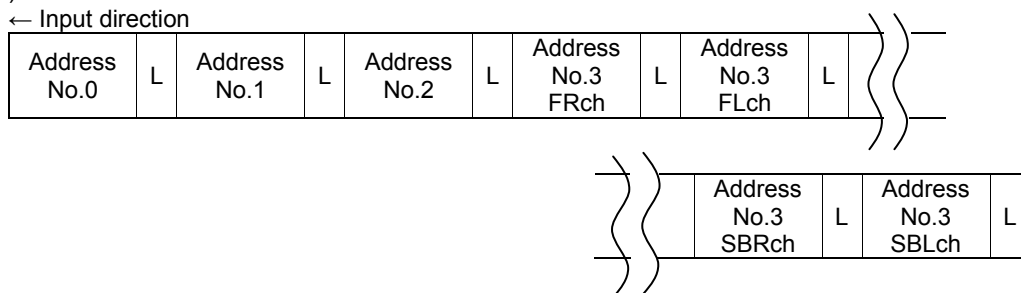 ← Input direction
Address No.0
L
Address No.1
L
Address No.2
L
Address No.3 FRch
L
Address No.3 FLch
L
Address No.3 SBRch
L
Address No.3 SBLch
L